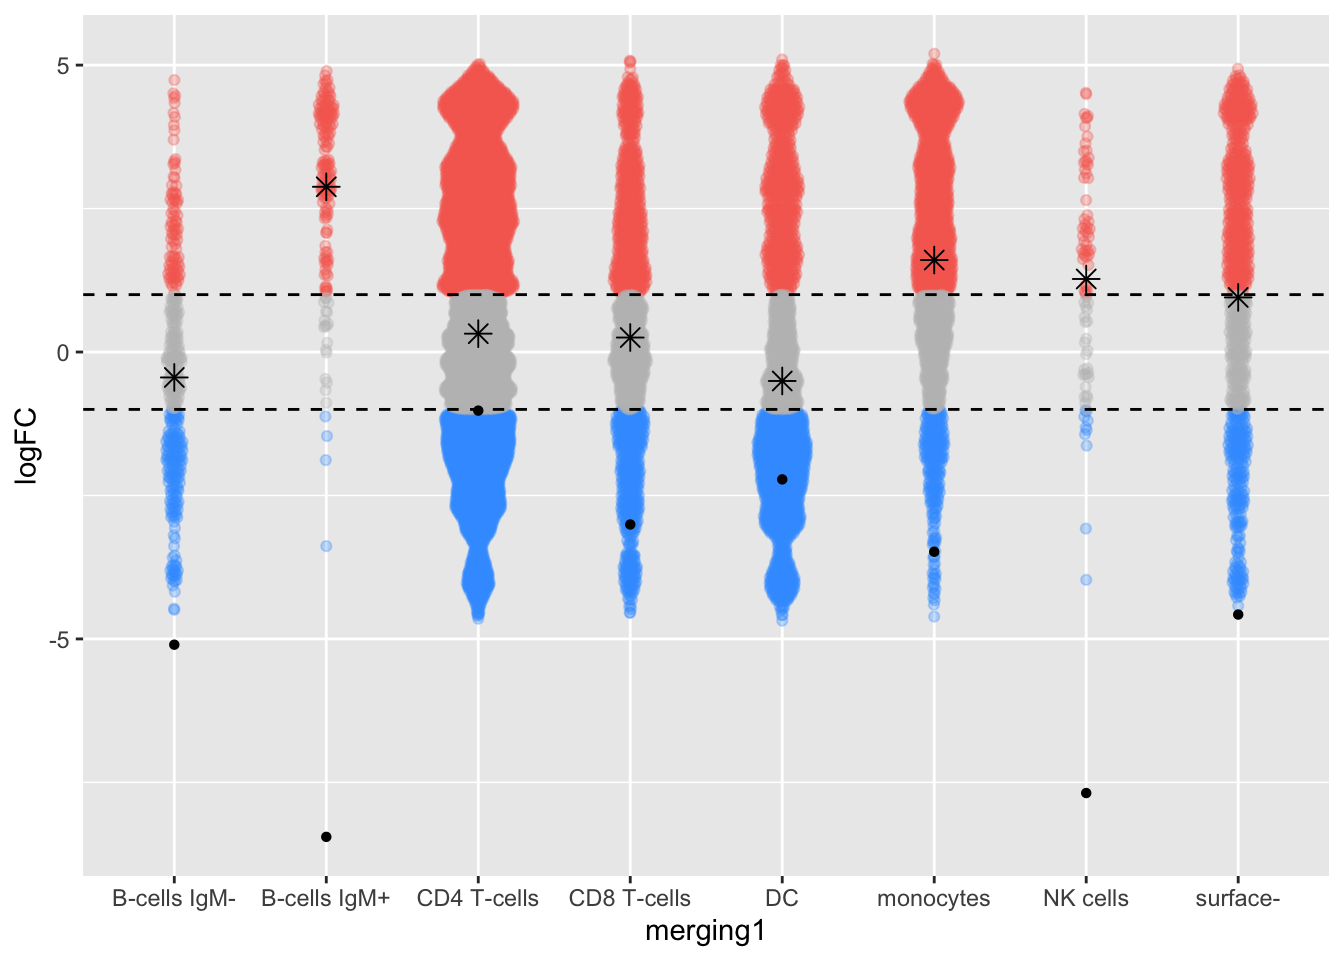 logFC
5
0
-5
B-cells IgM- B-cells IgM+ CD4 T-cells CD8 T-cells DC monocytes NK cells surface-
merging1